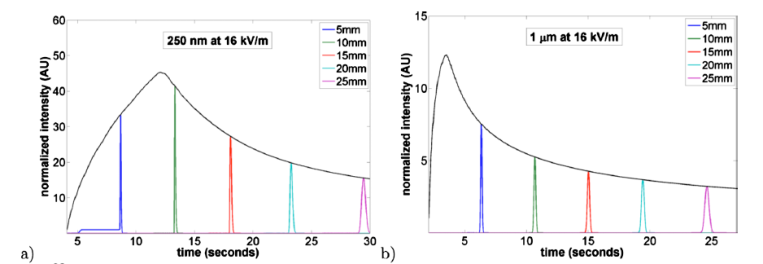 a)
normalized intensity (AU)
60
50
40
30
20
10
250 nm at 16 kV/m
5mm
10mm
15mm
20mm
25mm
5 10 15 20 25 30
time (seconds)
b)
normalized intensity (AU)
15
10
5
1 μm at 16 kV/m
5mm
10mm
15mm
20mm
25mm
5 10 15 20 25
time (seconds)